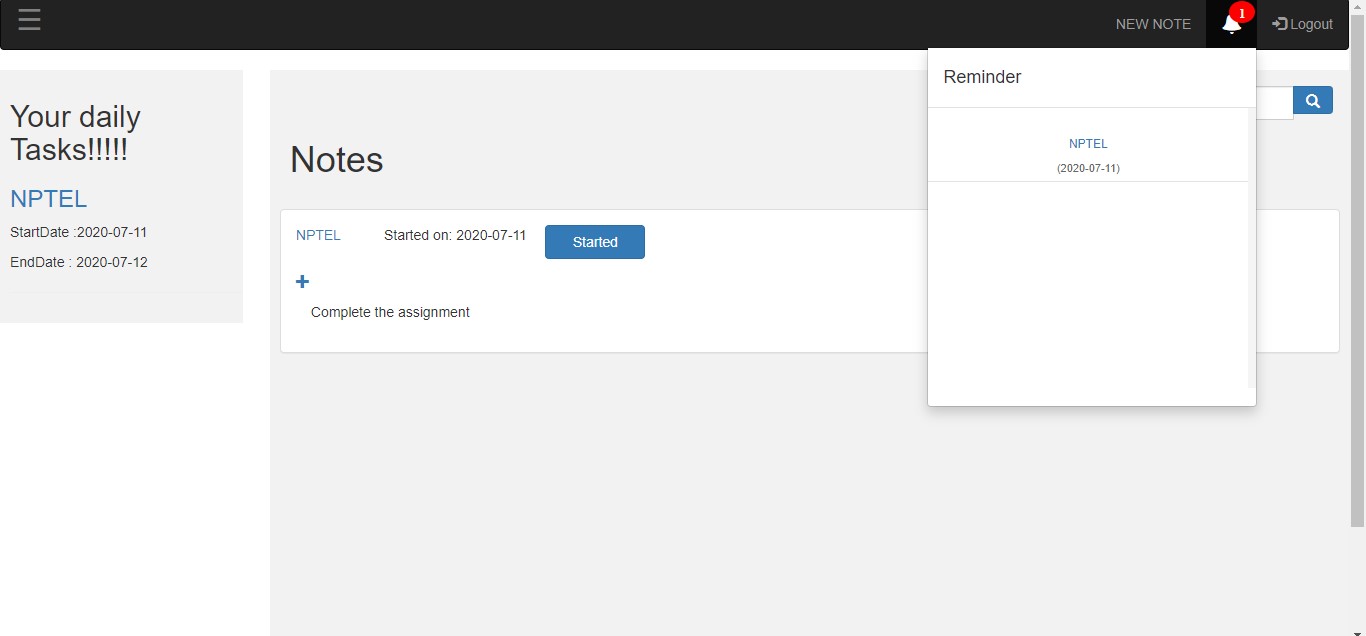 NEW NOTE
1
Logout
Your daily
Tasks!!!!!
NPTEL
StartDate :2020-07-11
EndDate : 2020-07-12
Notes
NPTEL Started on: 2020-07-11 Started
Complete the assignment
Reminder
NPTEL
(2020-07-11)